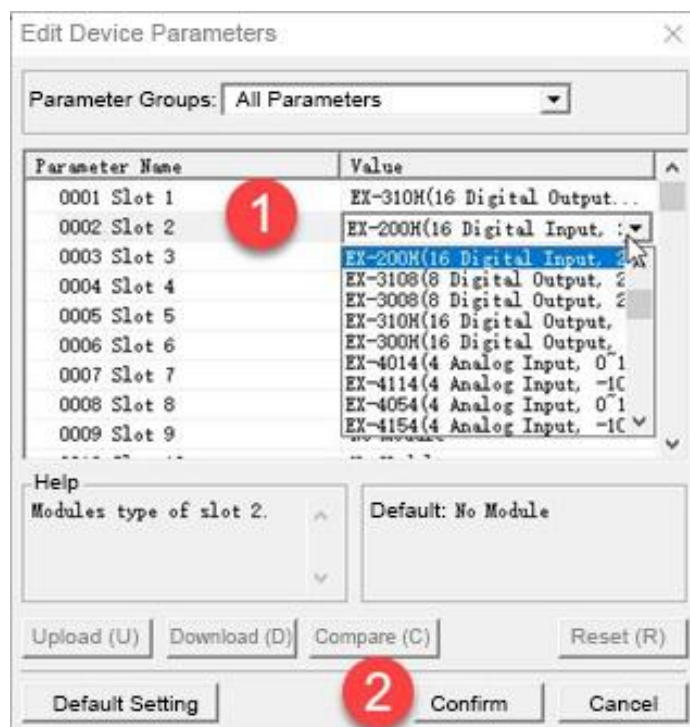 Edit Device Parameters
Parameter Groups: All Parameters
Parameter Name Value
0001 Slot 1 EX-310H(16 Digital Output...
0002 Slot 2 EX-200H(16 Digital Input,
0003 Slot 3 EX-200H(16 Digital Input, 2
EX-3108(8 Digital Output, 2
0004 Slot 4 EX-3008(8 Digital Output, 2
0005 Slot 5 EX-310H(16 Digital Output,
0006 Slot 6 EX-300H(16 Digital Output,
0007 Slot 7 EX-4014(4 Analog Input, 0~1
EX-4114(4 Analog Input, -10
0008 Slot 8 EX-4054(4 Analog Input, 0~1
0009 Slot 9 EX-4154(4 Analog Input, -10
1
Help
Modules type of slot 2.
Default: No Module
Upload (U) Download (D) Compare (C) Reset (R)
2
Default Setting Confirm Cancel